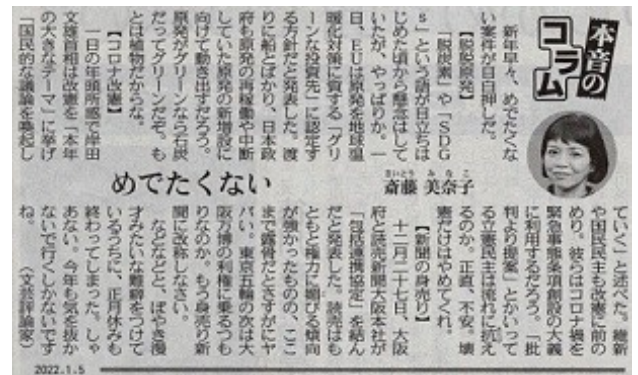 本音の
コラム
さいとう みなこ
斎藤 美奈子
めでたくない
新年早々、めでたくな
い案件が目白押しだ。
【脱脱原発】
「脱炭素」や「SDG
s」という語が目立ちは
じめた頃から懸念はして
いたが、やっぱりか。一
日、EUは原発を地球温
暖化対策に資する「グリ
ーンな投資先」に認定す
る方針だと発表した。渡
りに船とばかり、日本政
府も原発の再稼働や中断
していた原発の新増設に
向けて動き出すだろう。
原発がグリーンなら石炭
だってグリーンだぞ。も
とは植物だからな。
【コロナ改憲】
一日の年頭所感で岸田
文雄首相は改憲を「本年
の大きなテーマ」に挙げ
「国民的な議論を喚起し
ていく」と述べた。維新
や国民民主も改憲に前の
めり。彼らはコロナ禍を
緊急事態条項創設の大義
に利用するだろう。「批
判より提案」とかいって
る立憲民主は流れに抗え
るのか。正直、不安。壊
憲だけはやめてくれ。
【新聞の身売り】
十二月二十七日、大阪
府と読売新聞大阪本社が
「包括連携協定」を結ん
だと発表した。読売はも
ともと権力に媚びる傾向
が強かったものの、ここ
まで露骨だとさすがにヤ
バい。東京五輪の次は大
阪万博の利権に乗るつも
りなのか。もう身売り新
聞に改称しなさい。
などなどと、ぼやき漫
才みたいな難癖をつけて
いるうちに、正月休みも
終わってしまった。しゃ
あない。今年も気を抜か
ないで行くしかないです
ね。 (文芸評論家)
2022.1.5